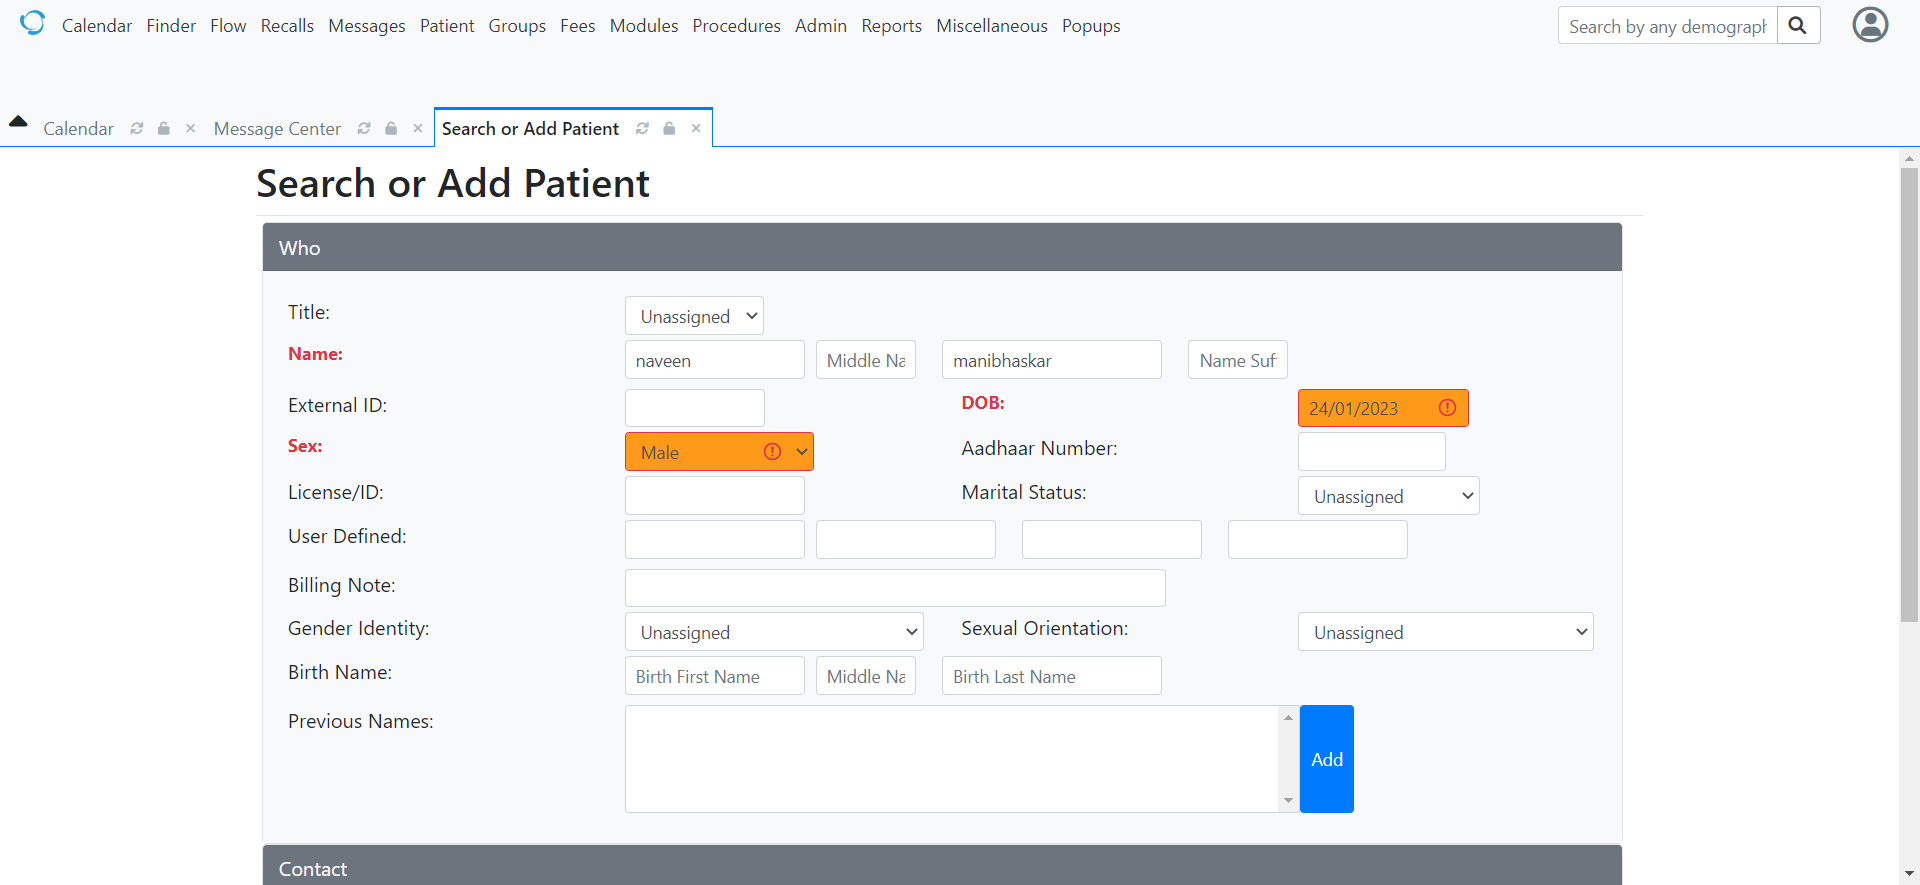 Calendar Finder Flow Recalls Messages Patient Groups Fees Modules Procedures Admin Reports Miscellaneous Popups Search by any demograph
Calendar Message Center Search or Add Patient
Search or Add Patient
Who
Title: Unassigned
Name: naveen Middle Na manibhaskar Name Suf
External ID: DOB: 24/01/2023
Sex: Male Aadhaar Number:
License/ID: Marital Status: Unassigned
User Defined:
Billing Note:
Gender Identity: Unassigned Sexual Orientation: Unassigned
Birth Name: Birth First Name Middle Na Birth Last Name
Previous Names:
Add
Contact